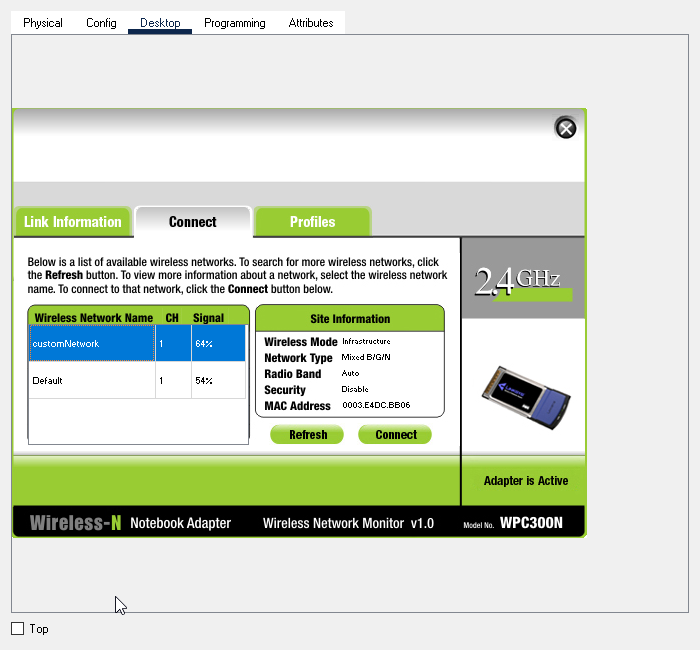 Physical Config Desktop Programming Attributes
Link Information Connect Profiles
Below is a list of available wireless networks. To search for more wireless networks, click
the Refresh button. To view more information about a network, select the wireless network
name. To connect to that network, click the Connect button below.
2.4GHz
Wireless Network Name CH Signal
customNetwork 1 64%
Default 1 54%
Site Information
Wireless Mode Infrastructure
Network Type Mixed B/G/N
Radio Band Auto
Security Disable
MAC Address 0003.E4DC.BB06
Refresh Connect
Adapter is Active
Wireless-N Notebook Adapter Wireless Network Monitor v1.0 Model No. WPC300N
Top